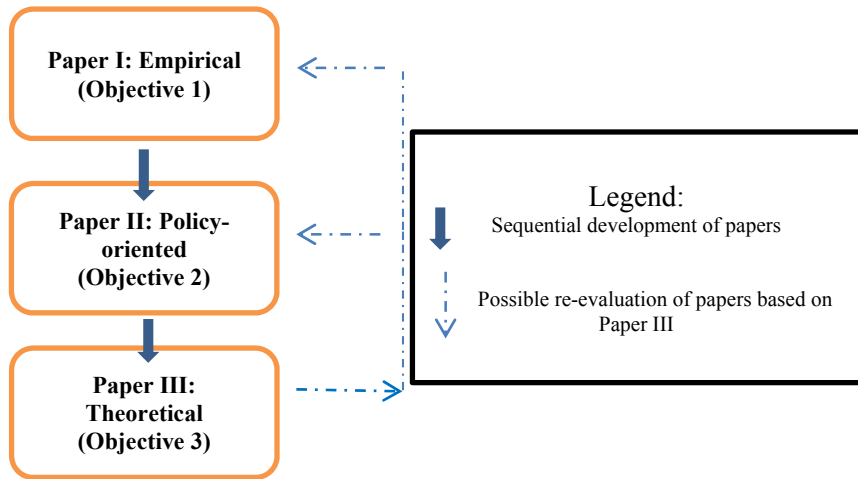 Paper I: Empirical
(Objective 1)
Paper II: Policy-
oriented
(Objective 2)
Paper III:
Theoretical
(Objective 3)
Legend:
Sequential development of papers
Possible re-evaluation of papers based on
Paper III